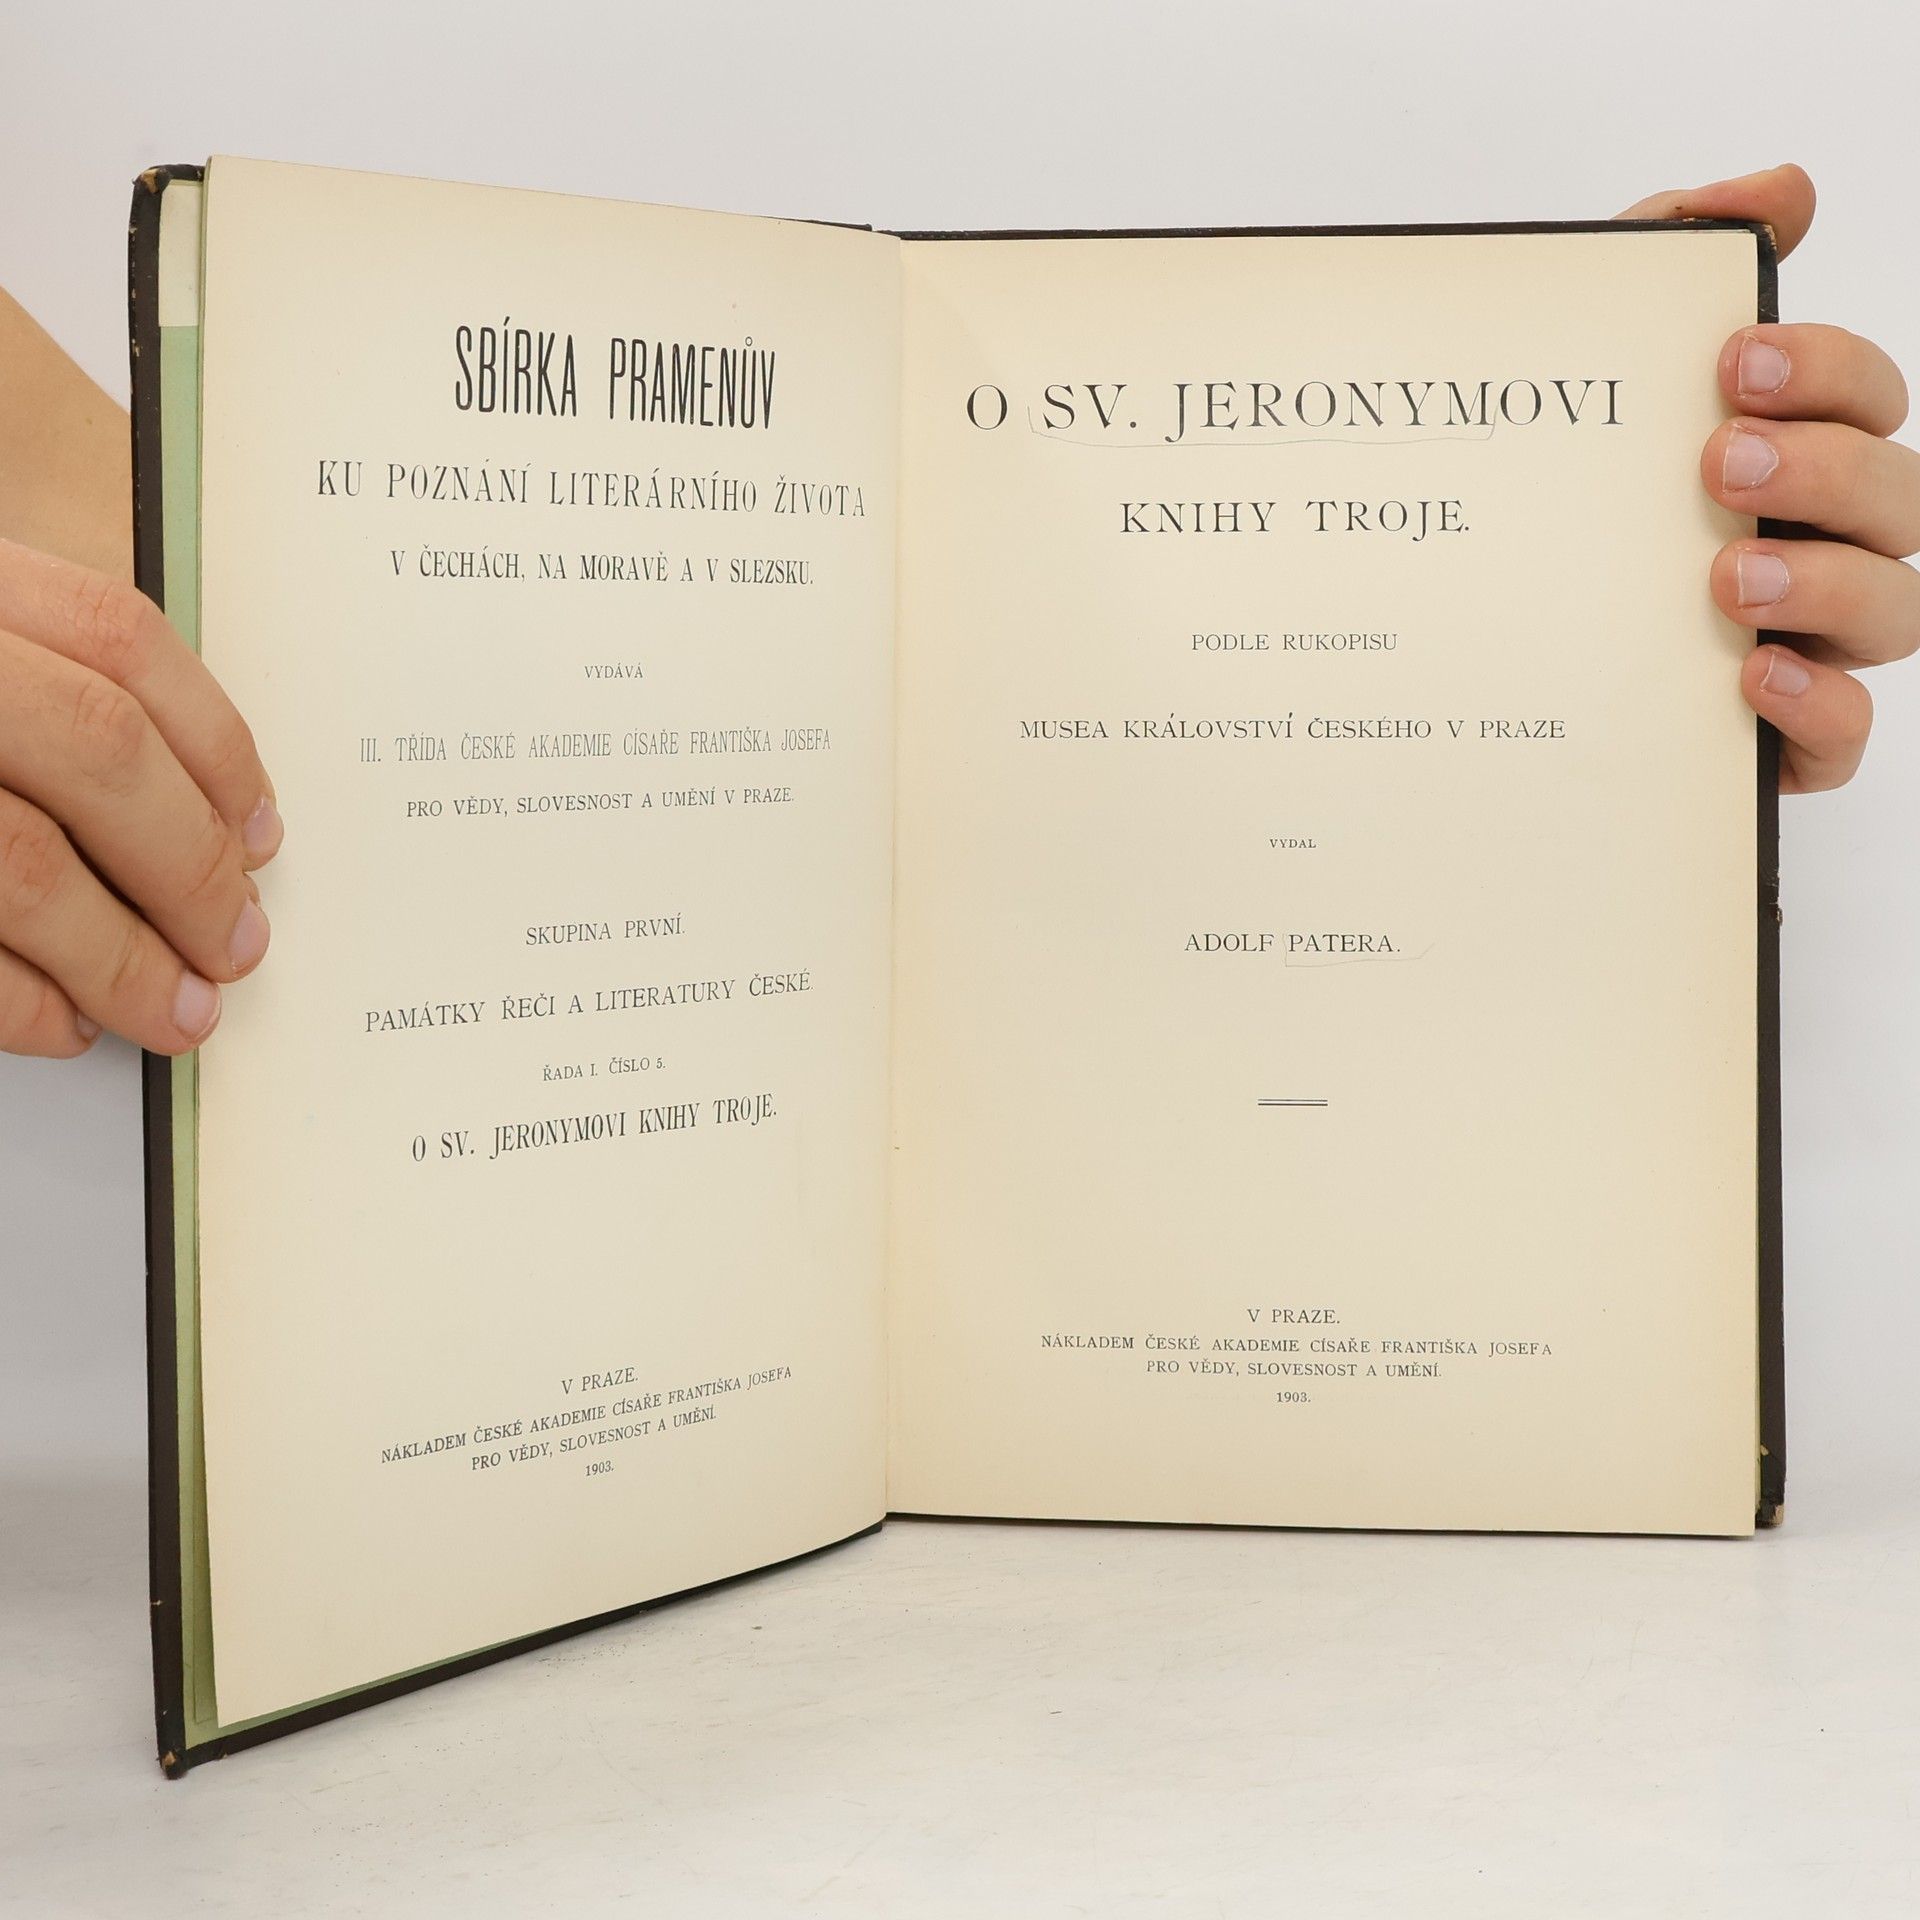 SBÍRKA PRAMENŮV
KU POZNÁNÍ LITERÁRNÍHO ŽIVOTA
V ČECHÁCH, NA MORAVĚ A V SLEZSKU.
VYDÁVÁ
III. TŘÍDA ČESKÉ AKADEMIE CÍSAŘE FRANTIŠKA JOSEFA
PRO VĚDY, SLOVESNOST A UMĚNÍ V PRAZE.
SKUPINA PRVNÍ.
PAMÁTKY ŘEČI A LITERATURY ČESKÉ.
ŘADA I. ČÍSLO 5.
O SV. JERONYMOVI KNIHY TROJE.
V PRAZE.
NÁKLADEM ČESKÉ AKADEMIE CÍSAŘE FRANTIŠKA JOSEFA
PRO VĚDY, SLOVESNOST A UMĚNÍ.
1903.
O SV. JERONYMOVI
KNIHY TROJE.
PODLE RUKOPISU
MUSEA KRÁLOVSTVÍ ČESKÉHO V PRAZE
VYDAL
ADOLF PATERA.
V PRAZE.
NÁKLADEM ČESKÉ AKADEMIE CÍSAŘE FRANTIŠKA JOSEFA
PRO VĚDY, SLOVESNOST A UMĚNÍ.
1903.